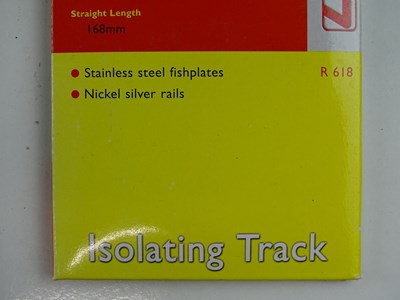 Straight Length
168mm
• Stainless steel fishplates R 618
• Nickel silver rails
Isolating Track